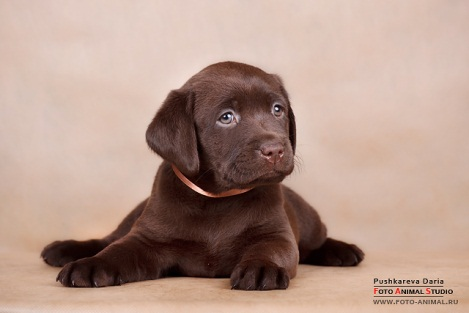 Pushkareva Daria
Foto Animal Studio
www.foto-animal.ru